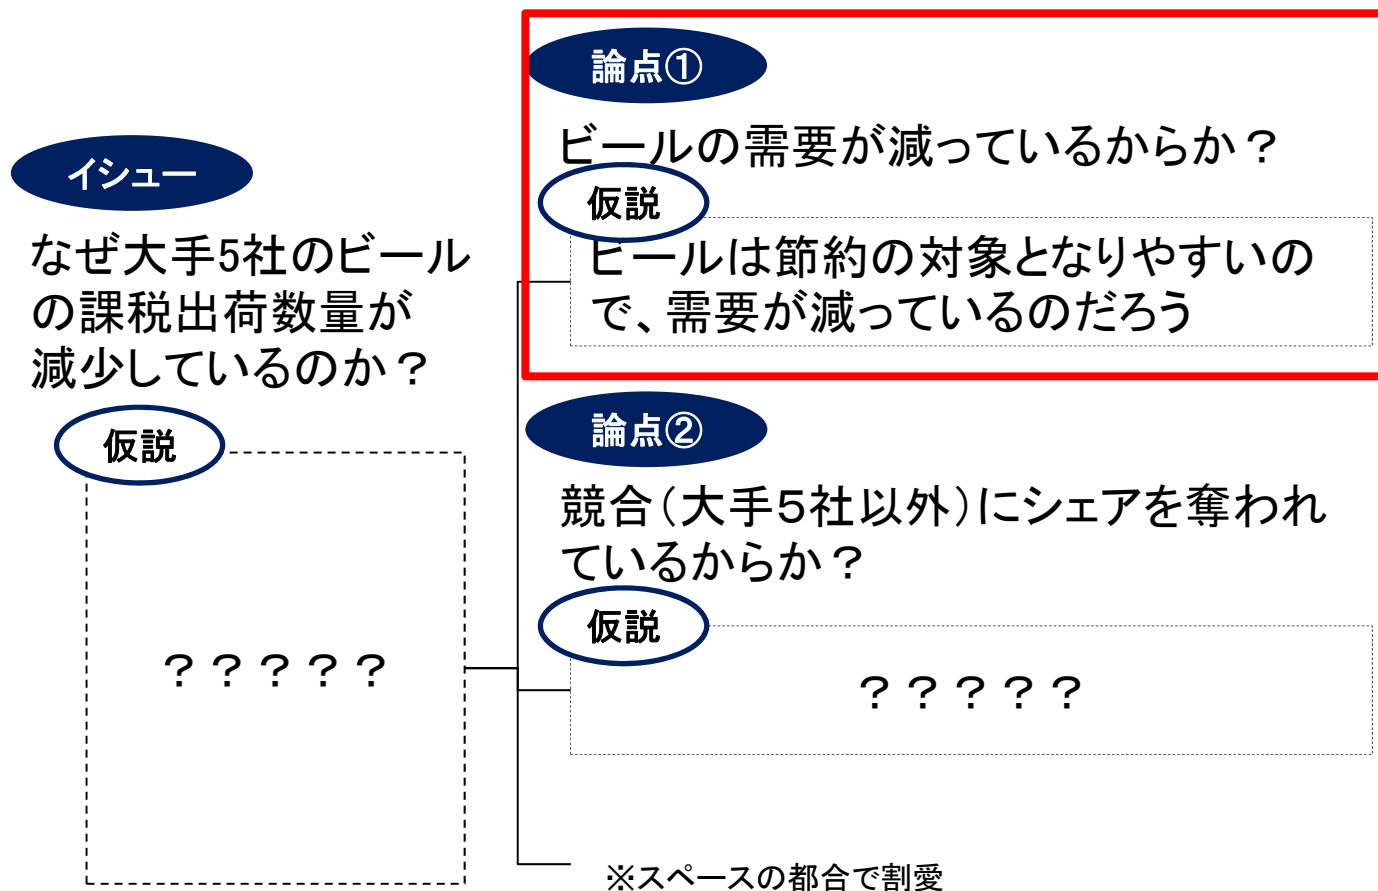 イシュー
なぜ大手5社のビール
の課税出荷数量が
減少しているのか？
仮説
？？？？？
論点①
ビールの需要が減っているからか？
仮説
ビールは節約の対象となりやすいの
で、需要が減っているのだろう
論点②
競合（大手５社以外）にシェアを奪われ
ているからか？
仮説
？？？？？
※スペースの都合で割愛